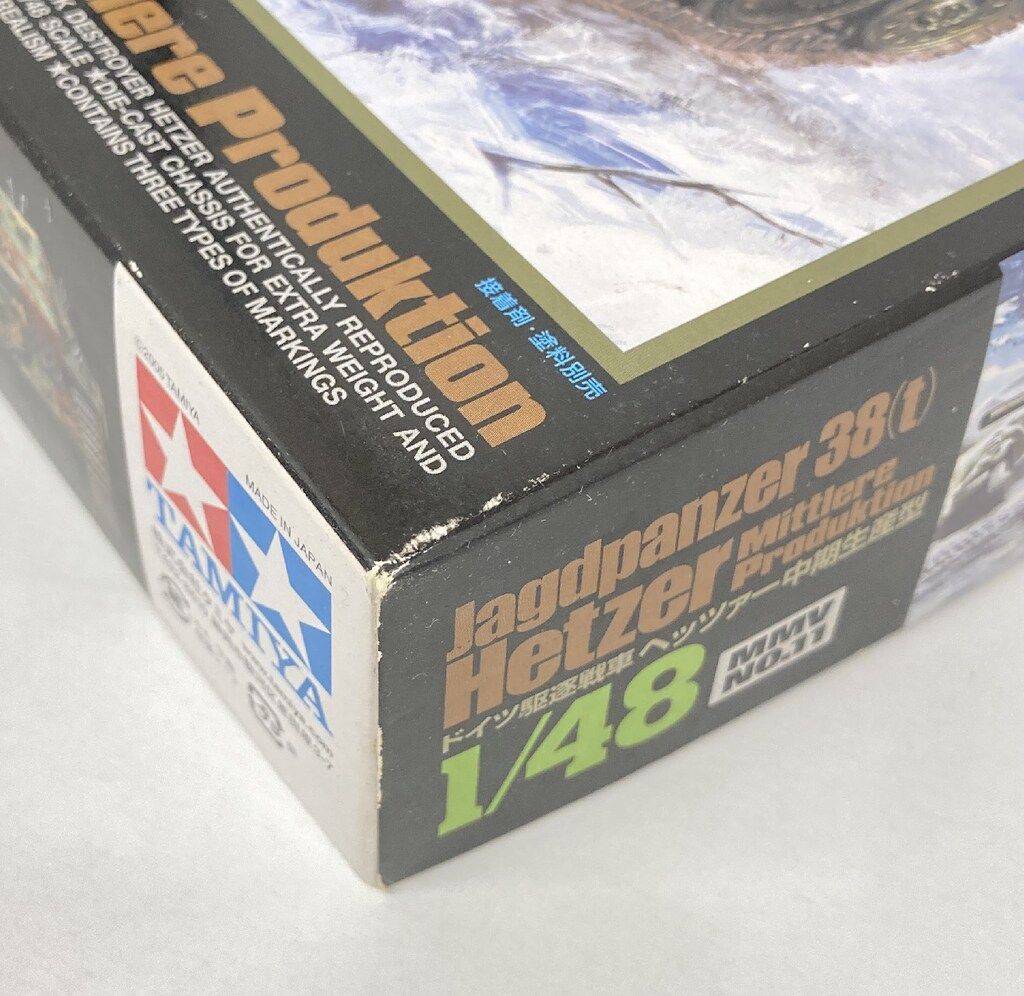 ere Produktion
DESTROYER HETZER AUTHENTICALLY REPRODUCED
SCALE ★DIE-CAST CHASSIS FOR EXTRA WEIGHT AND
REALISM ★CONTAINS THREE TYPES OF MARKINGS
接着剤・塗料別売
©2005 TAMIYA
MADE IN JAPAN
TAMIYA
Jagdpanzer 38(t)
Hetzer Mittlere
Produktion
ドイツ駆逐戦車 ヘッツァー中期生産型
1/48
MMV
NO.11